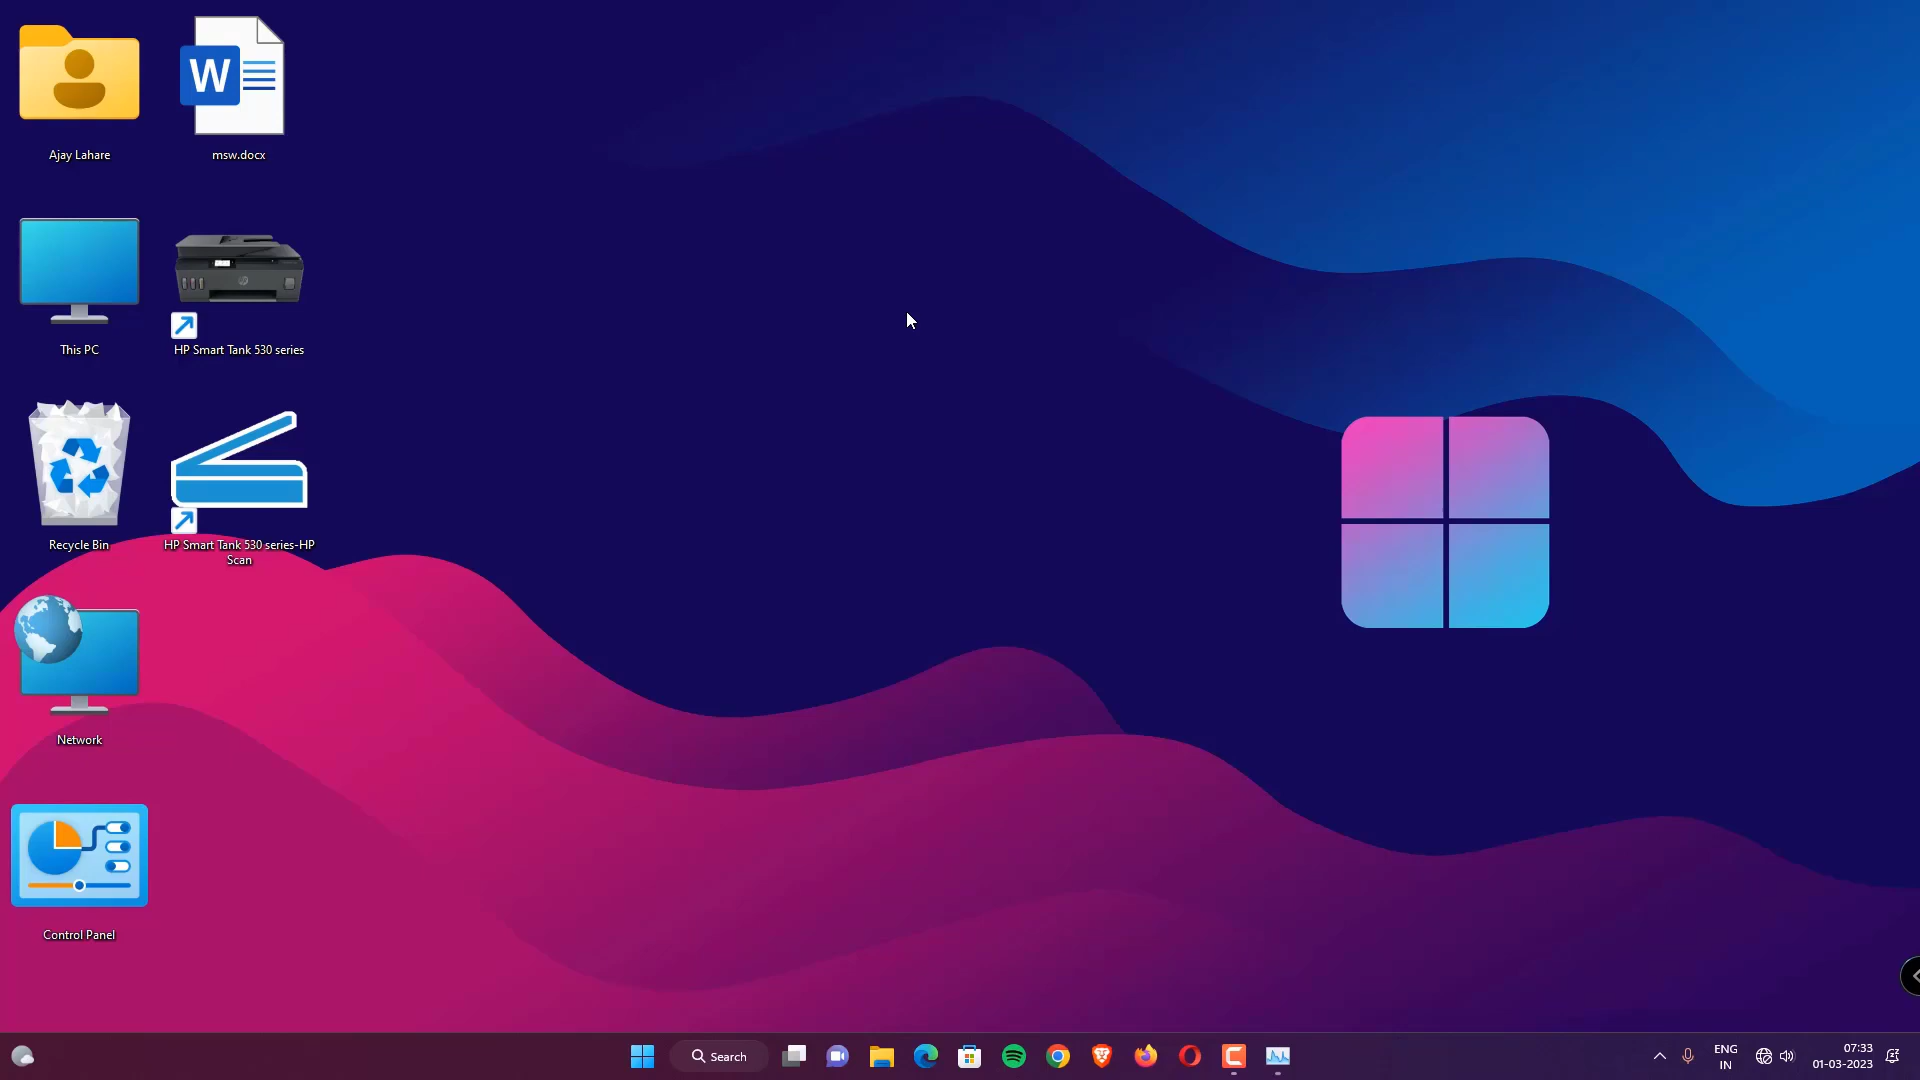 Ajay Lahare
msw.docx
This PC
HP Smart Tank 530 series
Recycle Bin
HP Smart Tank 530 series-HP
Scan
Network
Control Panel
Search
ENG
IN
07:33
01-03-2023